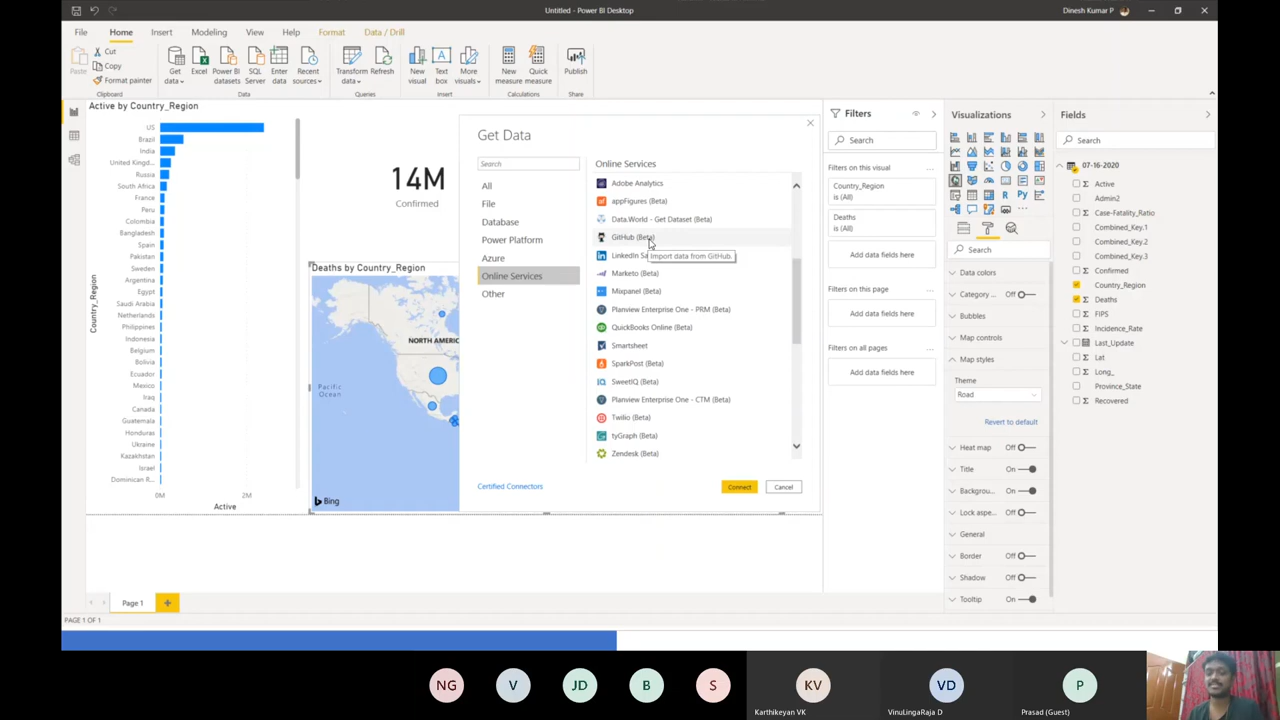 Untitled - Power BI Desktop
Dinesh Kumar P
File
Home
Insert
Modeling
View
Help
Format
Data / Drill
Paste
Cut
Copy
Format painter
Get data
Excel
Power BI datasets
SQL Server
Enter data
Recent sources
Transform data
Refresh
New visual
Text box
More visuals
New measure
Quick measure
Publish
Clipboard
Data
Queries
Insert
Calculations
Share
Active by Country_Region
Country_Region
US
Brazil
India
United Kingd...
Russia
South Africa
France
Peru
Colombia
Bangladesh
Spain
Pakistan
Sweden
Argentina
Egypt
Saudi Arabia
Netherlands
Philippines
Indonesia
Belgium
Bolivia
Ecuador
Mexico
Iraq
Canada
Guatemala
Honduras
Ukraine
Kazakhstan
Israel
Dominican R...
0M
2M
Active
14M
Confirmed
Deaths by Country_Region
NORTH AMERIC
Pacific
Ocean
Bing
Get Data
Search
All
File
Database
Power Platform
Azure
Online Services
Other
Certified Connectors
Online Services
Adobe Analytics
appFigures (Beta)
Data.World - Get Dataset (Beta)
GitHub (Beta)
LinkedIn Sa
Import data from GitHub.
Marketo (Beta)
Mixpanel (Beta)
Planview Enterprise One - PRM (Beta)
QuickBooks Online (Beta)
Smartsheet
SparkPost (Beta)
SweetIQ (Beta)
Planview Enterprise One - CTM (Beta)
Twilio (Beta)
tyGraph (Beta)
Zendesk (Beta)
Connect
Cancel
Filters
Search
Filters on this visual
...
Country_Region
is (All)
Deaths
is (All)
Add data fields here
Filters on this page
...
Add data fields here
Filters on all pages
...
Add data fields here
Visualizations
R
Py
...
Search
Data colors
Category ...
Off
Bubbles
Map controls
Map styles
Theme
Road
Revert to default
Heat map
Off
Title
On
Backgrou...
On
Lock aspe...
Off
General
Border
Off
Shadow
Off
Tooltip
On
Fields
Search
07-16-2020
Σ Active
Admin2
Σ Case-Fatality_Ratio
Combined_Key.1
Combined_Key.2
Combined_Key.3
Σ Confirmed
Country_Region
Σ Deaths
Σ FIPS
Σ Incidence_Rate
Last_Update
Σ Lat
Σ Long_
Province_State
Σ Recovered
Page 1
PAGE 1 OF 1
NG
V
JD
B
S
KV
Karthikeyan VK
VD
VinuLingaRaja D
P
Prasad (Guest)